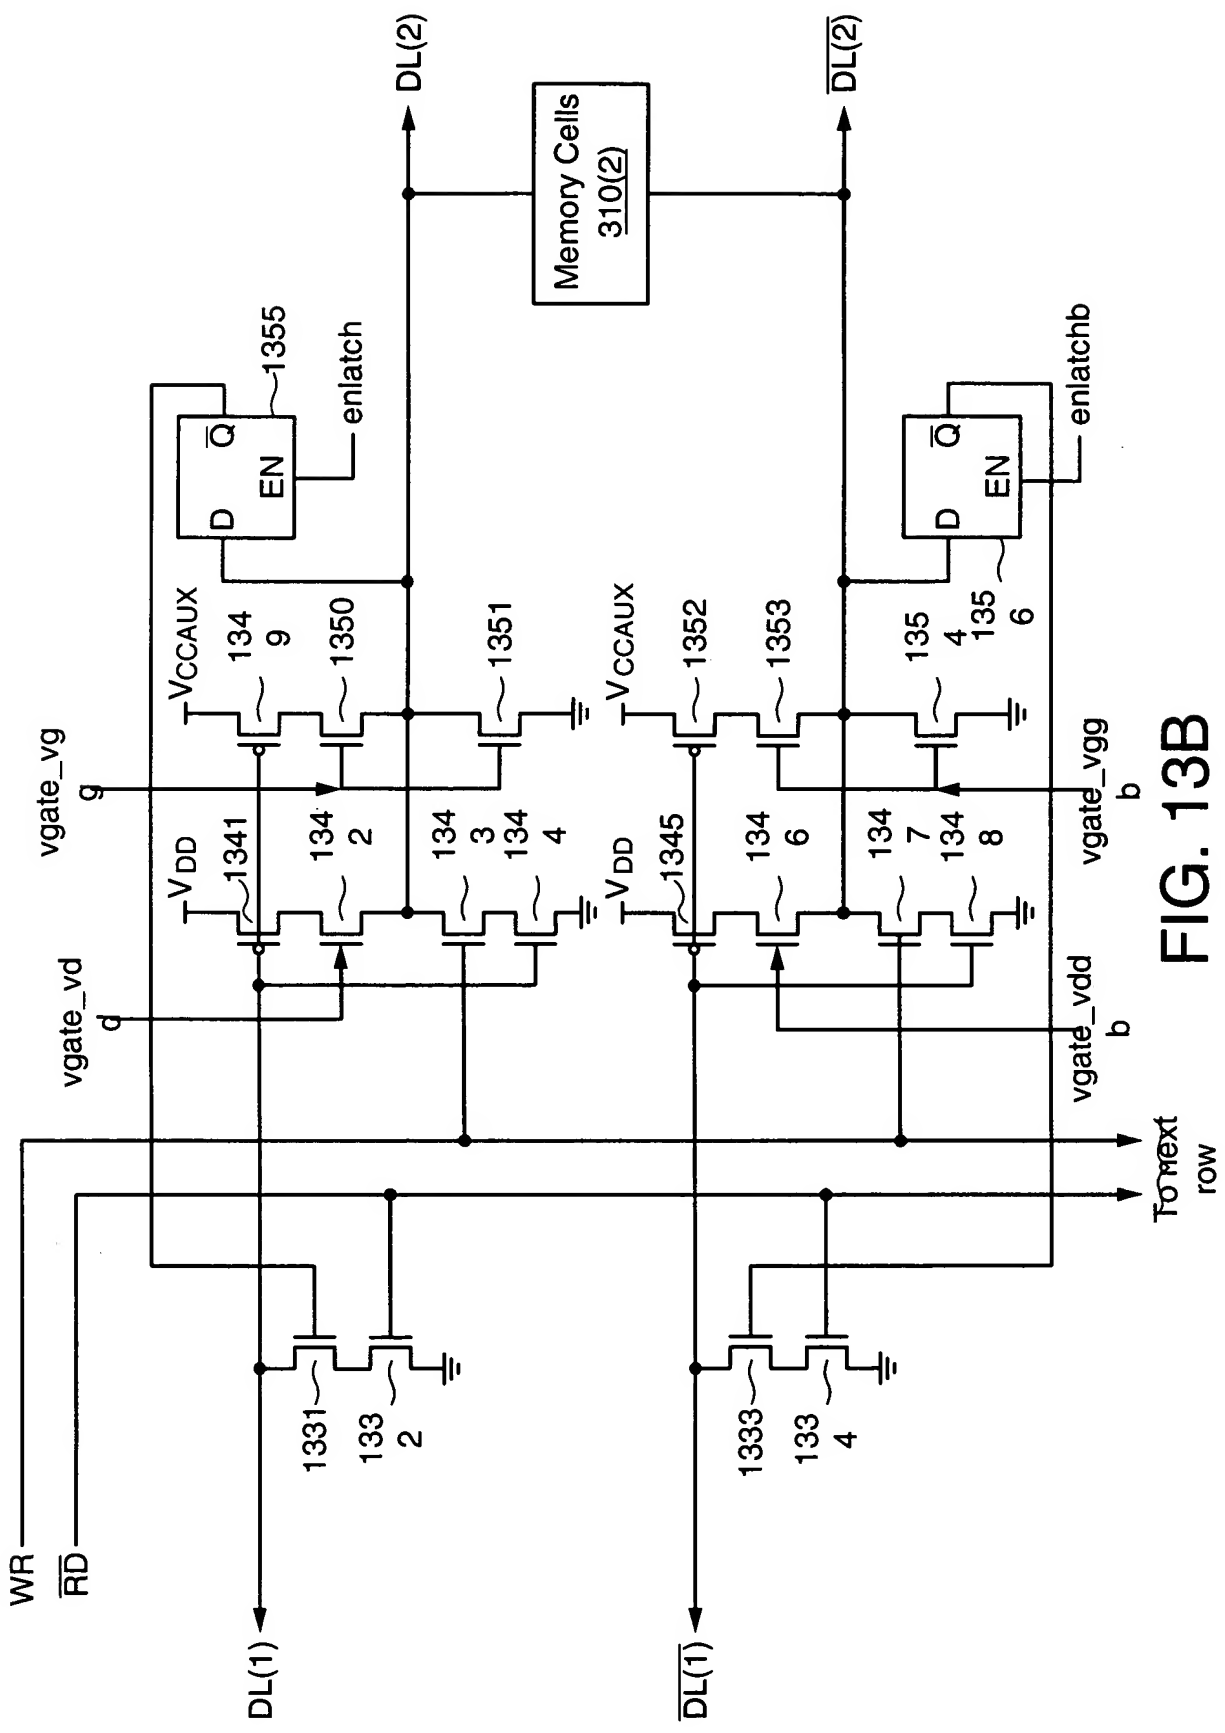 WR
RD
DL(1)
DL(1)
1331
133
2
1333
133
4
To next
row
vgate_vd
d
vgate_vg
g
VDD
1341
134
2
134
3
134
4
VCCAUX
134
9
1350
1351
D
Q
EN
1355
enlatch
DL(2)
Memory Cells
310(2)
DL(2)
VDD
1345
134
6
134
7
134
8
VCCAUX
1352
1353
135
4
135
6
D
Q
EN
enlatchb
vgate_vdd
b
vgate_vgg
b
FIG. 13B